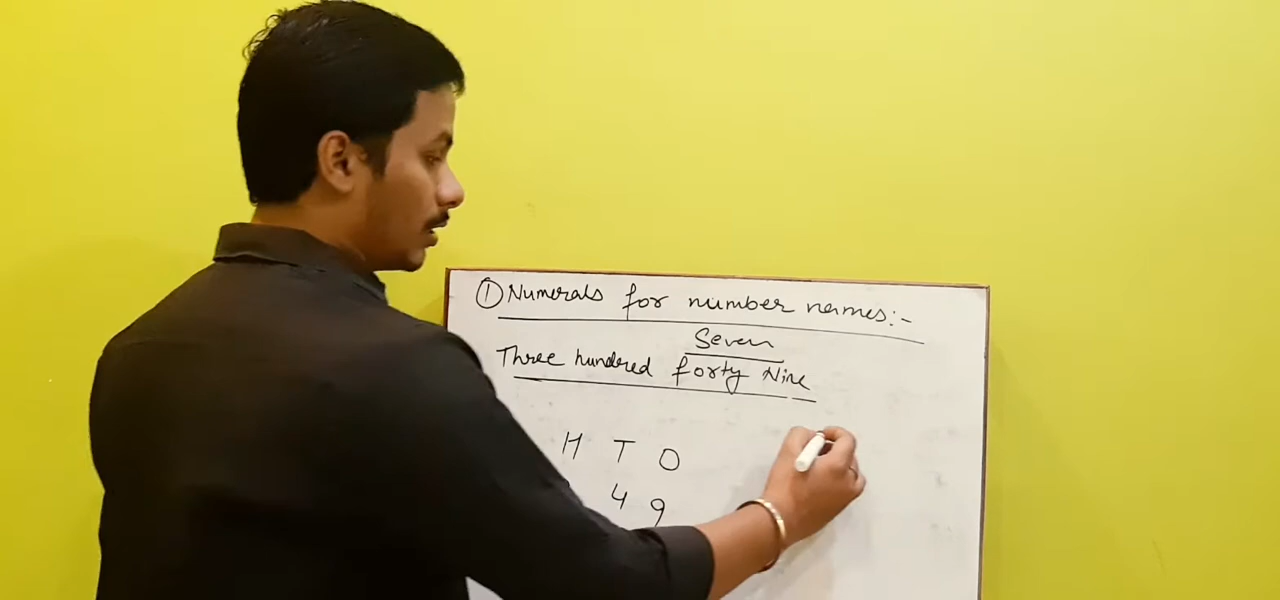 ① Numerals for number names:-
Seven
Three hundred forty Nine
H T O
4 9